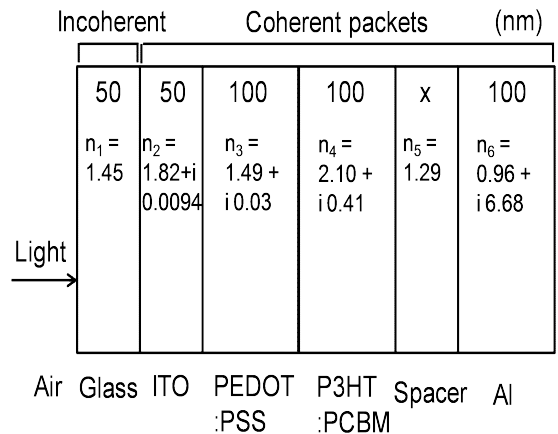 Incoherent Coherent packets (nm)
50 50 100 100 x 100
n₁ = n₂ = n₃ = n₄ = n₅ = n₆ =
1.45 1.82+i 1.49 + 2.10 + 1.29 0.96 +
0.0094 i 0.03 i 0.41 i 6.68
Light
Air Glass ITO PEDOT P3HT Spacer Al
:PSS :PCBM